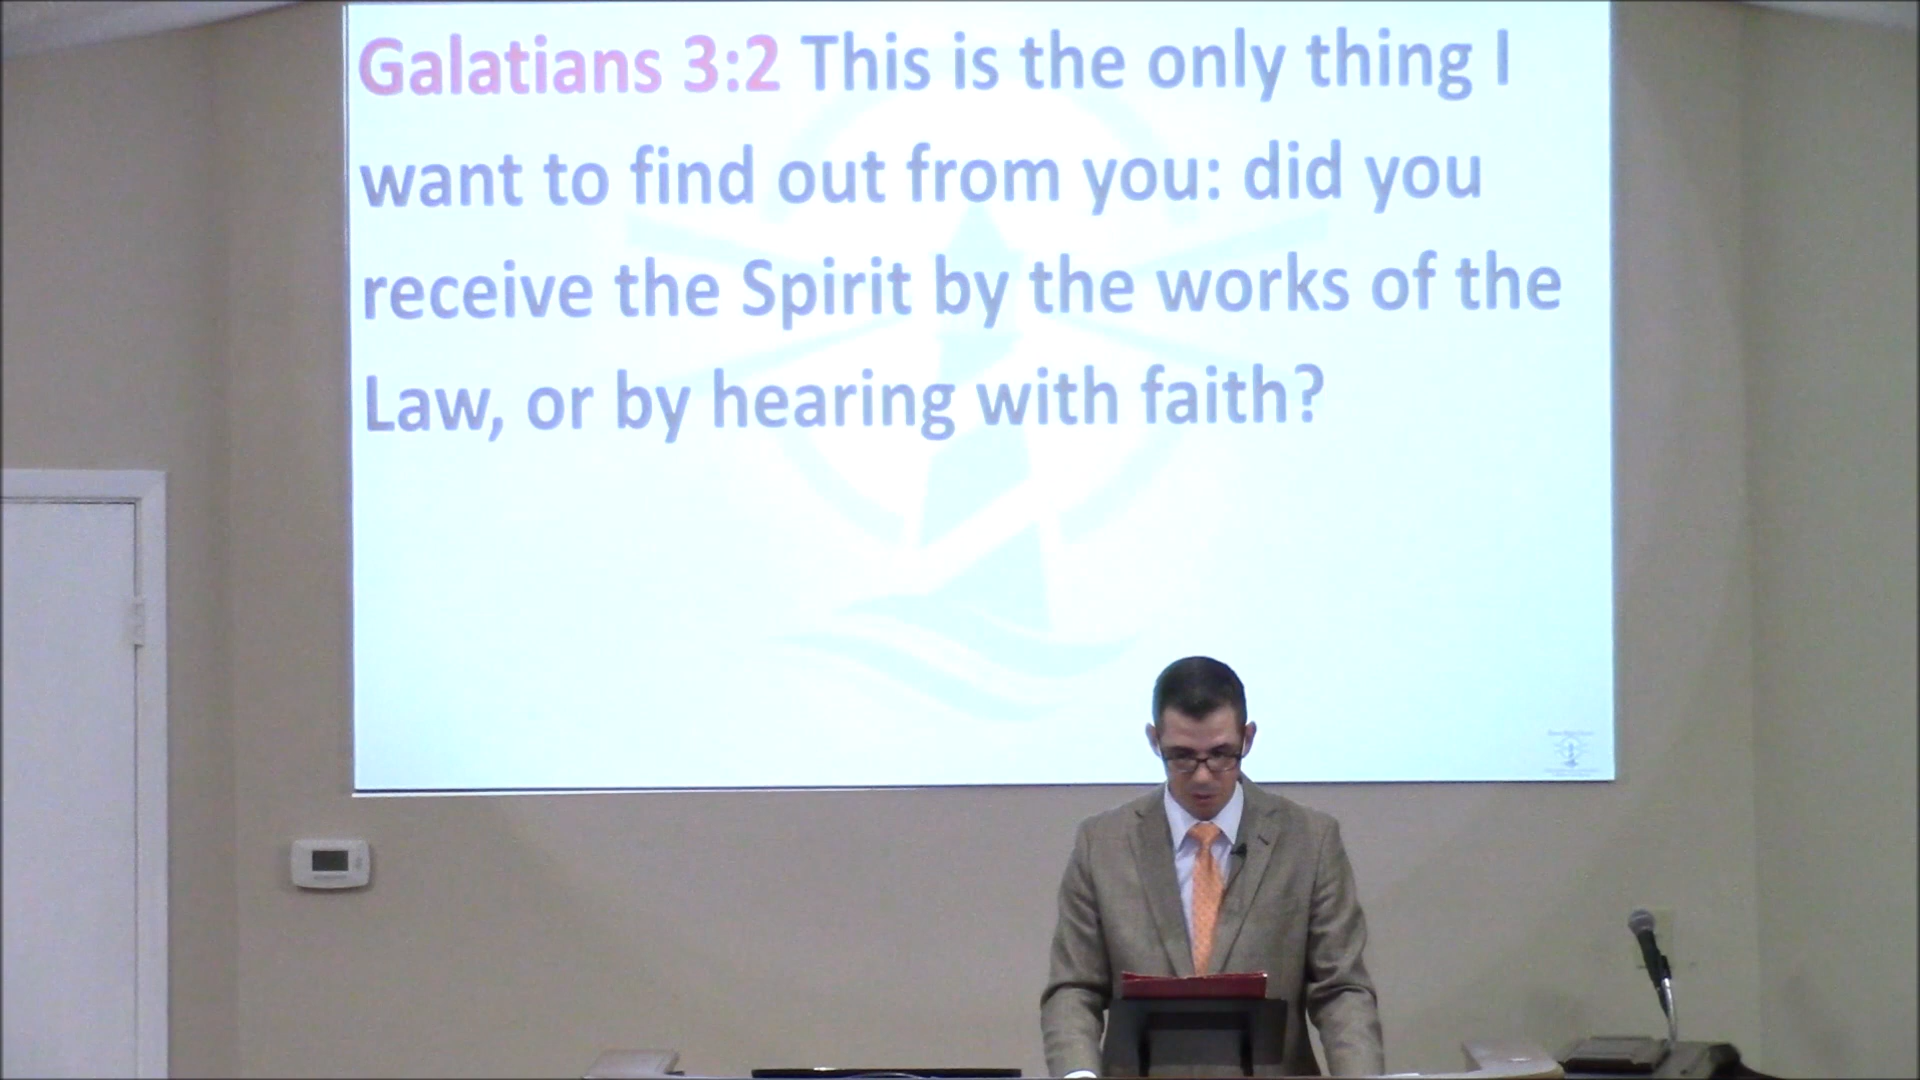 Galatians 3:2 This is the only thing I
want to find out from you: did you
receive the Spirit by the works of the
Law, or by hearing with faith?